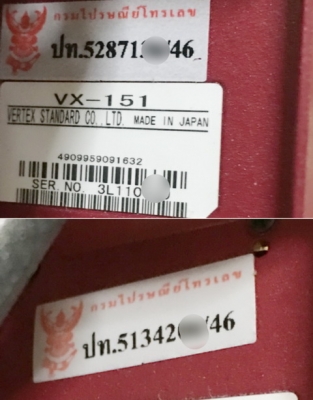 กรมไปรษณีย์โทรเลข
ปท.52871 /46
VX-151
VERTEX STANDARD CO., LTD. MADE IN JAPAN
4909959091632
SER. NO. 3L110
กรมไปรษณีย์โทรเลข
ปท.51342 /46